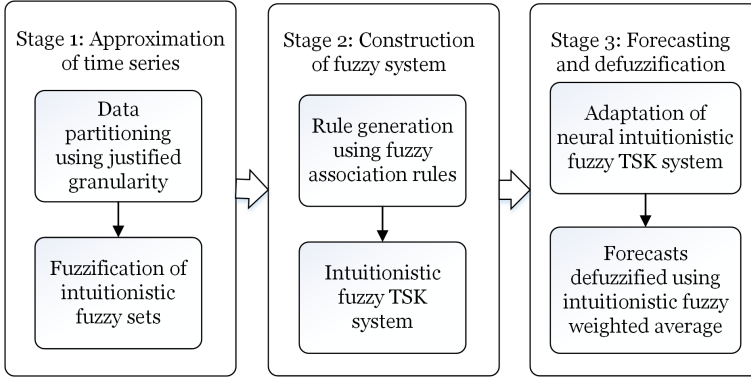 Stage 1: Approximation
of time series
Data
partitioning
using justified
granularity
Fuzzification of
intuitionistic
fuzzy sets
Stage 2: Construction
of fuzzy system
Rule generation
using fuzzy
association rules
Intuitionistic
fuzzy TSK
system
Stage 3: Forecasting
and defuzzification
Adaptation of
neural intuitionistic
fuzzy TSK system
Forecasts
defuzzified using
intuitionistic fuzzy
weighted average